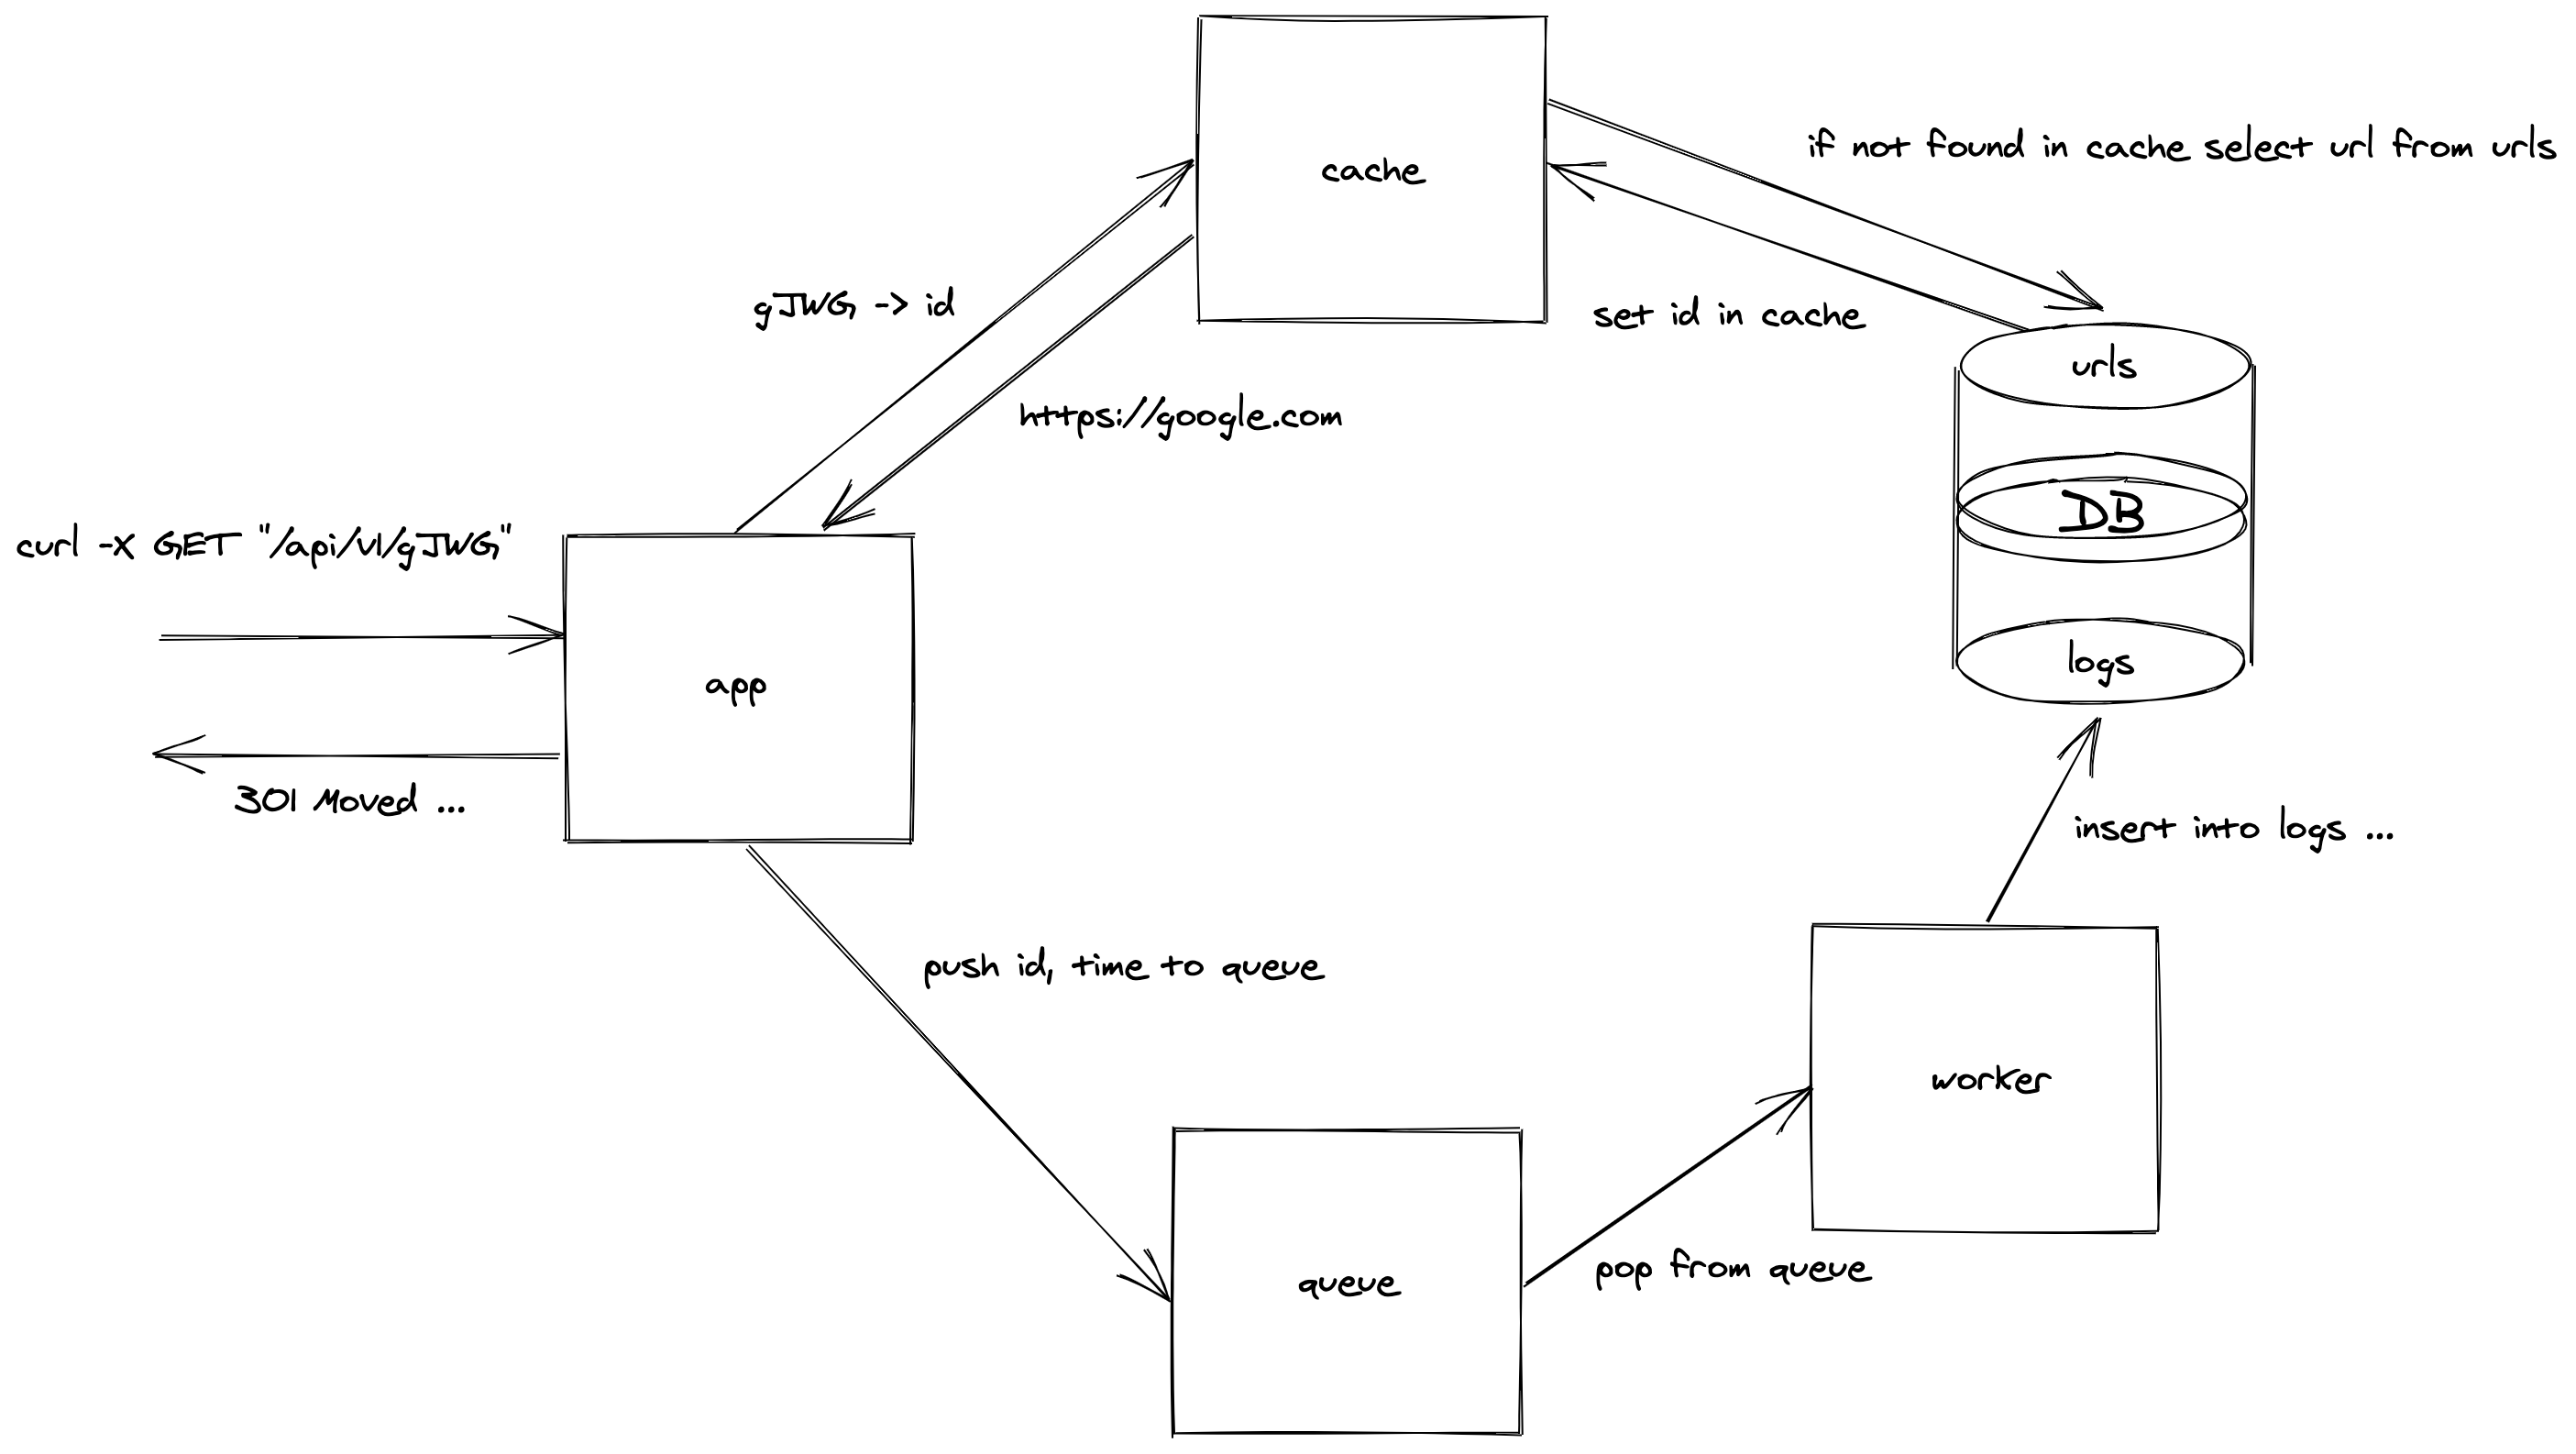 cache
if not found in cache select url from urls
gJWG -> id
set id in cache
urls
https://google.com
DB
curl -X GET "/api/v1/gJWG"
app
logs
301 Moved ...
insert into logs ...
push id, time to queue
worker
pop from queue
queue